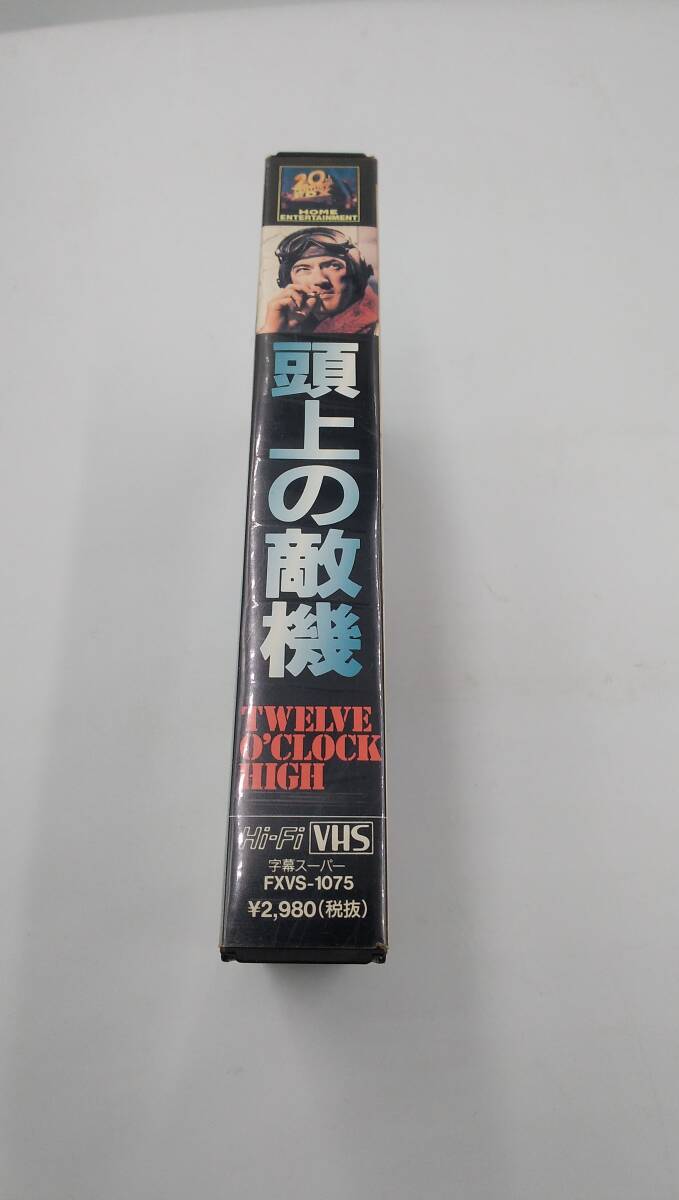 20th
CENTURY
FOX
HOME
ENTERTAINMENT
頭上の敵機
TWELVE
O'CLOCK
HIGH
Hi-Fi VHS
字幕スーパー
FXVS-1075
¥2,980(税抜)